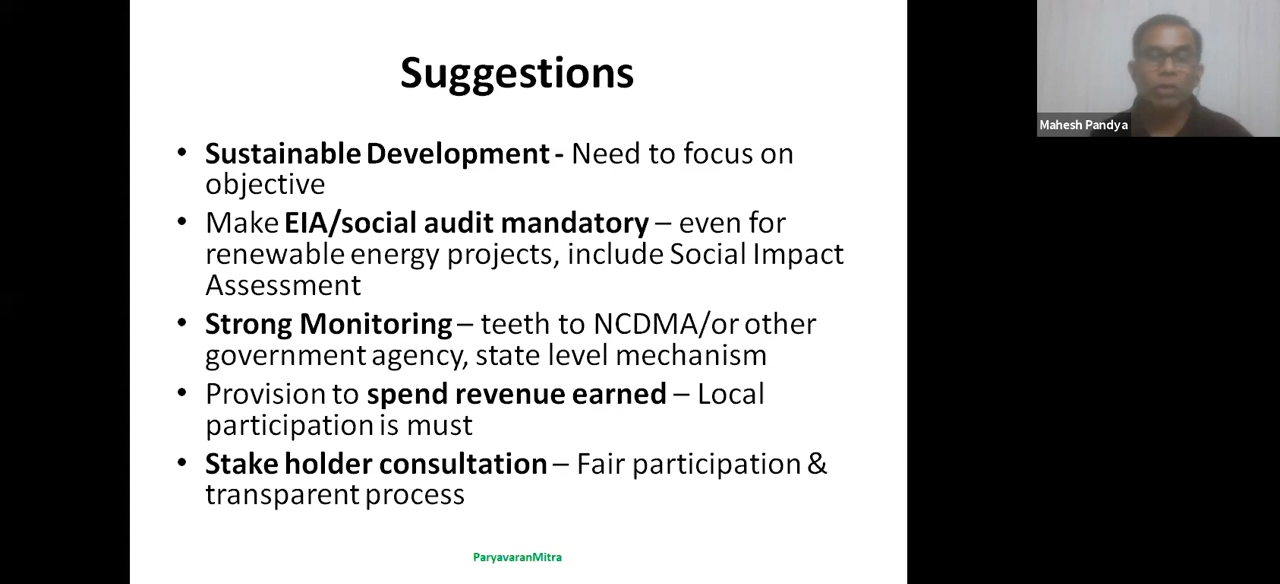 Suggestions
• Sustainable Development - Need to focus on
objective
• Make EIA/social audit mandatory – even for
renewable energy projects, include Social Impact
Assessment
• Strong Monitoring – teeth to NCDMA/or other
government agency, state level mechanism
• Provision to spend revenue earned – Local
participation is must
• Stake holder consultation – Fair participation &
transparent process
ParyavaranMitra
Mahesh Pandya